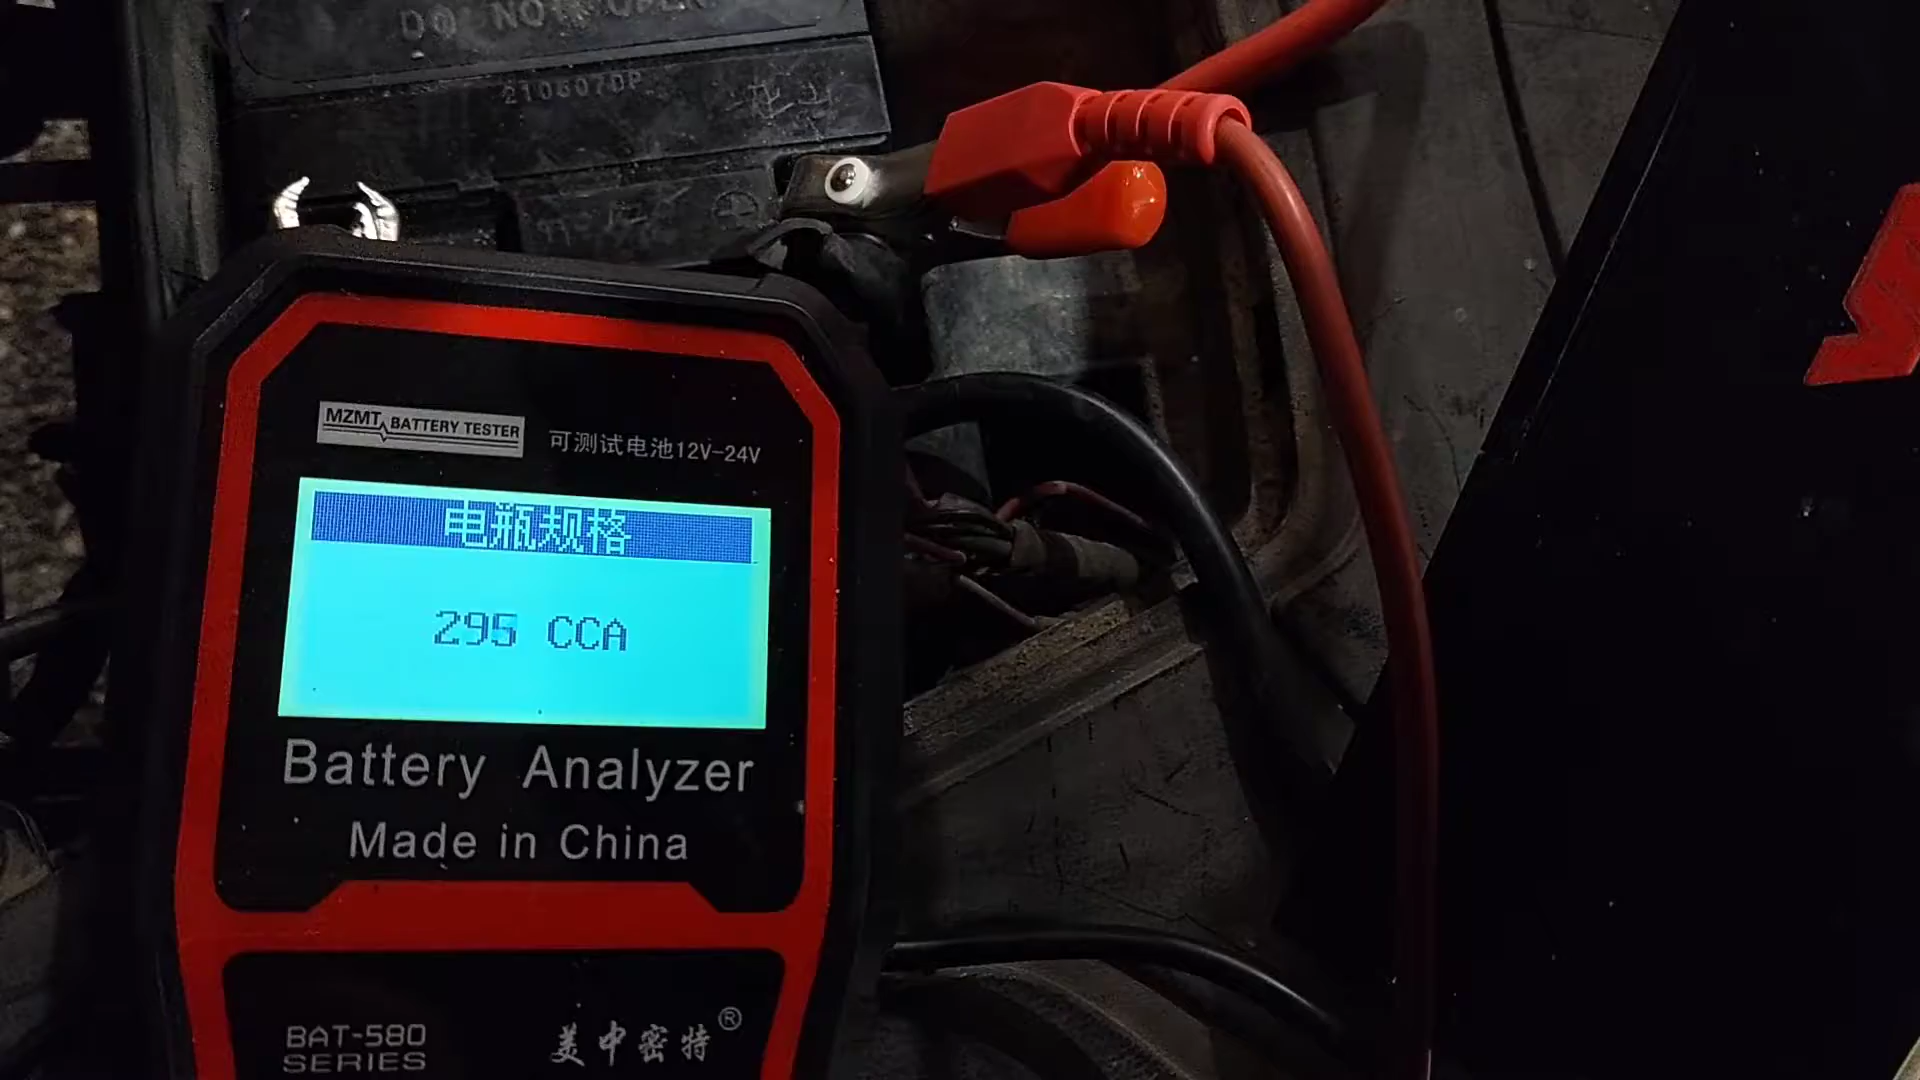 DO NOT OPEN
210607DP
MZMT BATTERY TESTER
可测试电池12V-24V
电瓶规格
295 CCA
Battery Analyzer
Made in China
BAT-580
SERIES
美中密特®